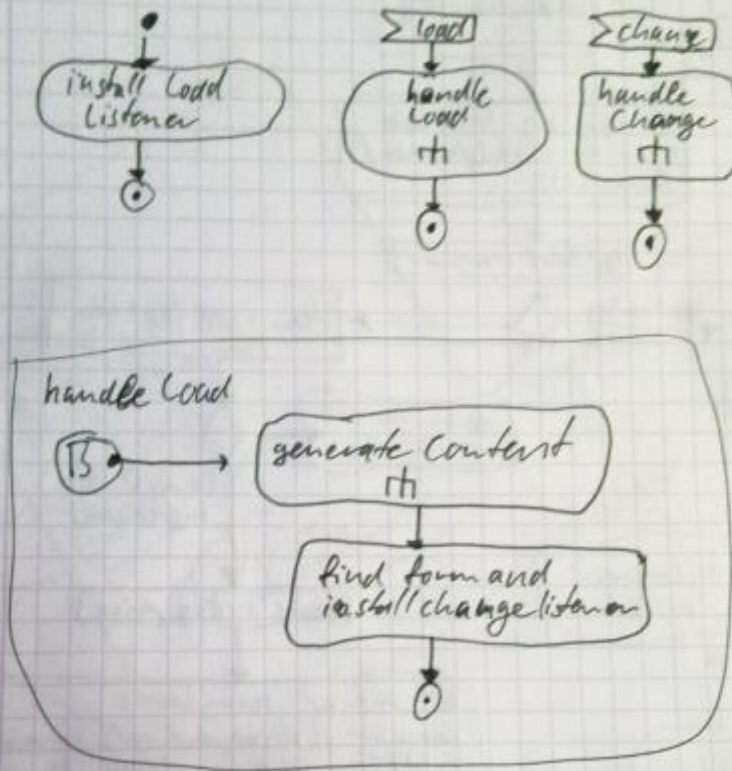 install load
Listener
load
handle
load
change
handle
change
handle load
generate content
find form and
install change listener